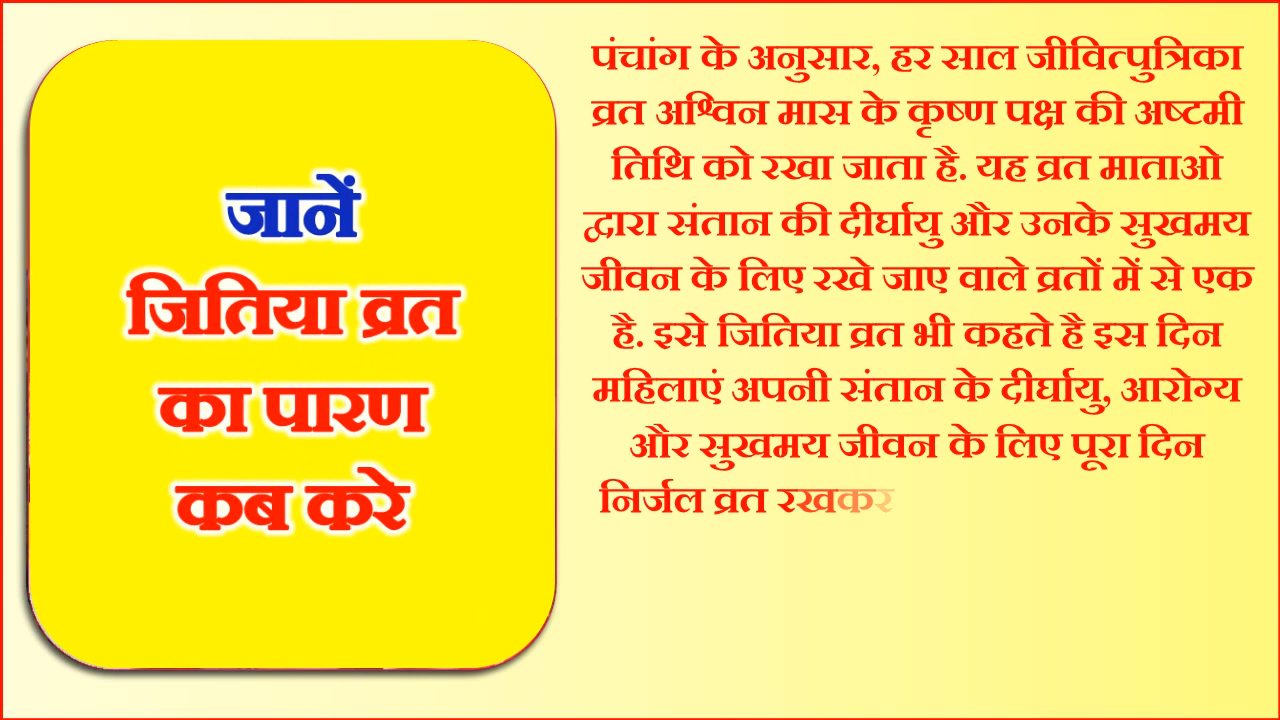 जानें
जितिया व्रत
का पारण
कब करे
पंचांग के अनुसार, हर साल जीवित्पुत्रिका
व्रत अश्विन मास के कृष्ण पक्ष की अष्टमी
तिथि को रखा जाता है. यह व्रत माताओ
द्वारा संतान की दीर्घायु और उनके सुखमय
जीवन के लिए रखे जाए वाले व्रतों में से एक
है. इसे जितिया व्रत भी कहते है इस दिन
महिलाएं अपनी संतान के दीर्घायु, आरोग्य
और सुखमय जीवन के लिए पूरा दिन
निर्जल व्रत रखकर